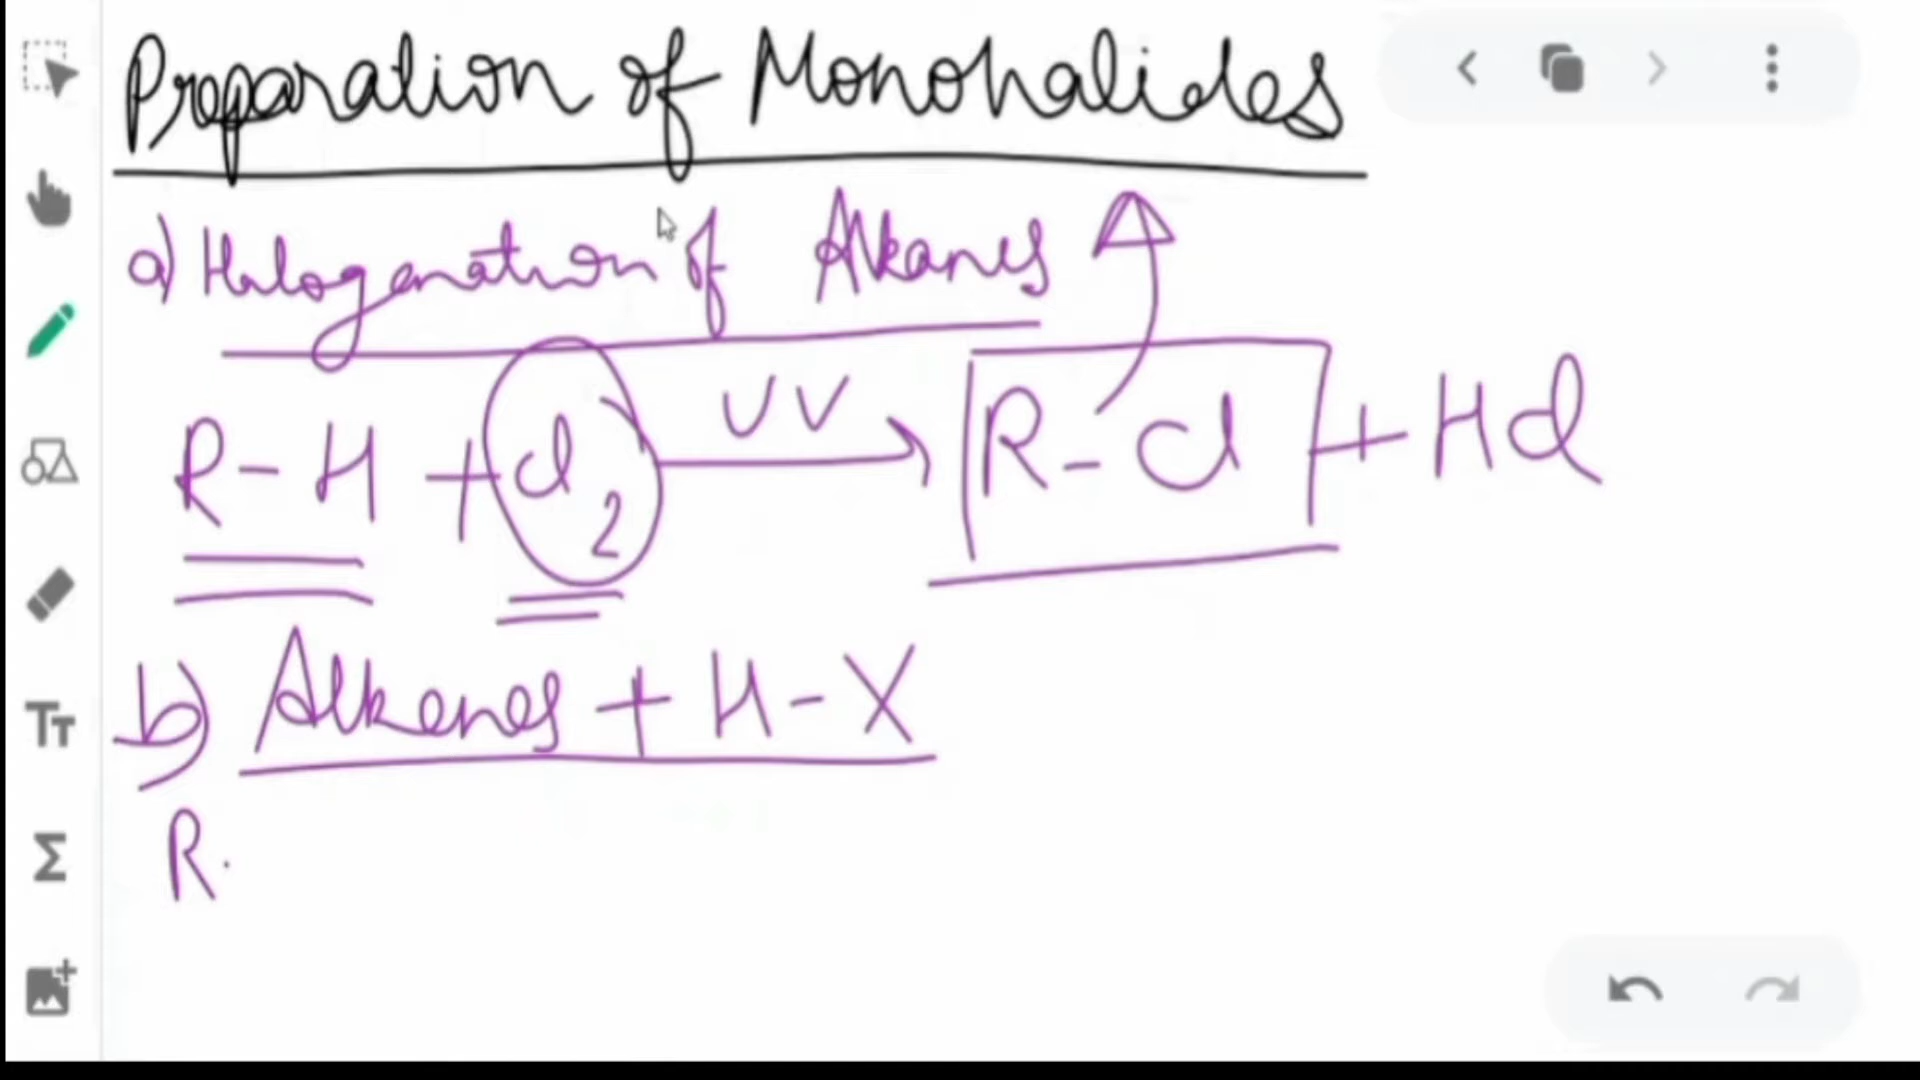 Preparation of Monohalides
a) Halogenation of Alkanes
R - H + Cl2 UV → R - Cl + HCl
b) Alkenes + H - X
R.